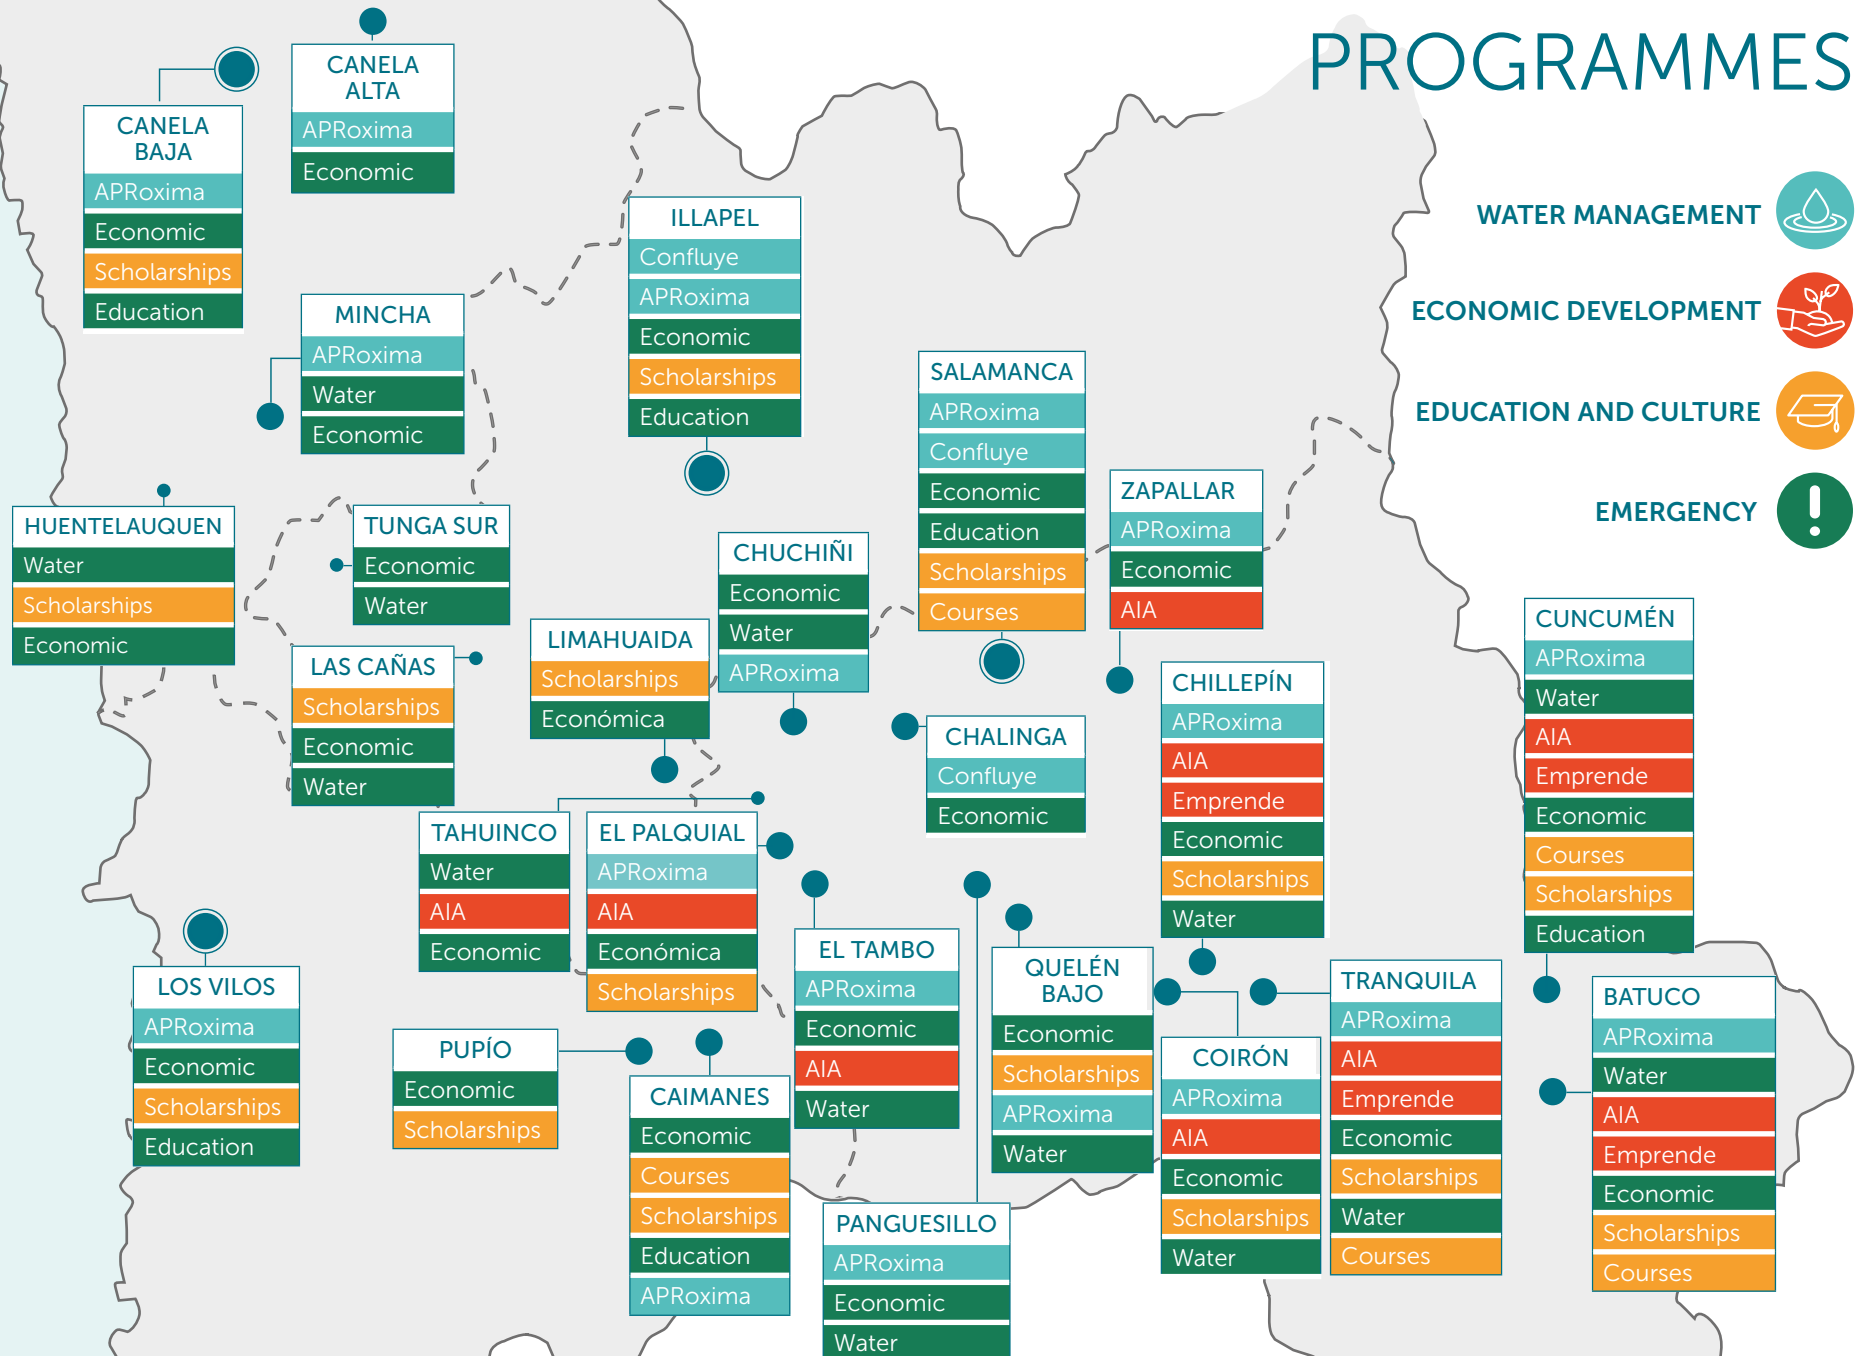 PROGRAMMES
WATER MANAGEMENT
ECONOMIC DEVELOPMENT
EDUCATION AND CULTURE
EMERGENCY
CANELA
BAJA
APRoxima
Economic
Scholarships
Education
CANELA
ALTA
APRoxima
Economic
MINCHA
APRoxima
Water
Economic
ILLAPEL
Confluye
APRoxima
Economic
Scholarships
Education
SALAMANCA
APRoxima
Confluye
Economic
Education
Scholarships
Courses
ZAPALLAR
APRoxima
Economic
AIA
HUENTELAUQUEN
Water
Scholarships
Economic
TUNGA SUR
Economic
Water
CHUCHIÑI
Economic
Water
APRoxima
LIMAHUAIDA
Scholarships
Económica
LAS CAÑAS
Scholarships
Economic
Water
CHALINGA
Confluye
Economic
CHILLEPÍN
APRoxima
AIA
Emprende
Economic
Scholarships
Water
CUNCUMÉN
APRoxima
Water
AIA
Emprende
Economic
Courses
Scholarships
Education
TAHUINCO
Water
AIA
Economic
EL PALQUIAL
APRoxima
AIA
Económica
Scholarships
EL TAMBO
APRoxima
Economic
AIA
Water
QUELÉN
BAJO
Economic
Scholarships
APRoxima
Water
LOS VILOS
APRoxima
Economic
Scholarships
Education
PUPÍO
Economic
Scholarships
CAIMANES
Economic
Courses
Scholarships
Education
APRoxima
PANGUESILLO
APRoxima
Economic
Water
COIRÓN
APRoxima
AIA
Economic
Scholarships
Water
TRANQUILA
APRoxima
AIA
Emprende
Economic
Scholarships
Water
Courses
BATUCO
APRoxima
Water
AIA
Emprende
Economic
Scholarships
Courses